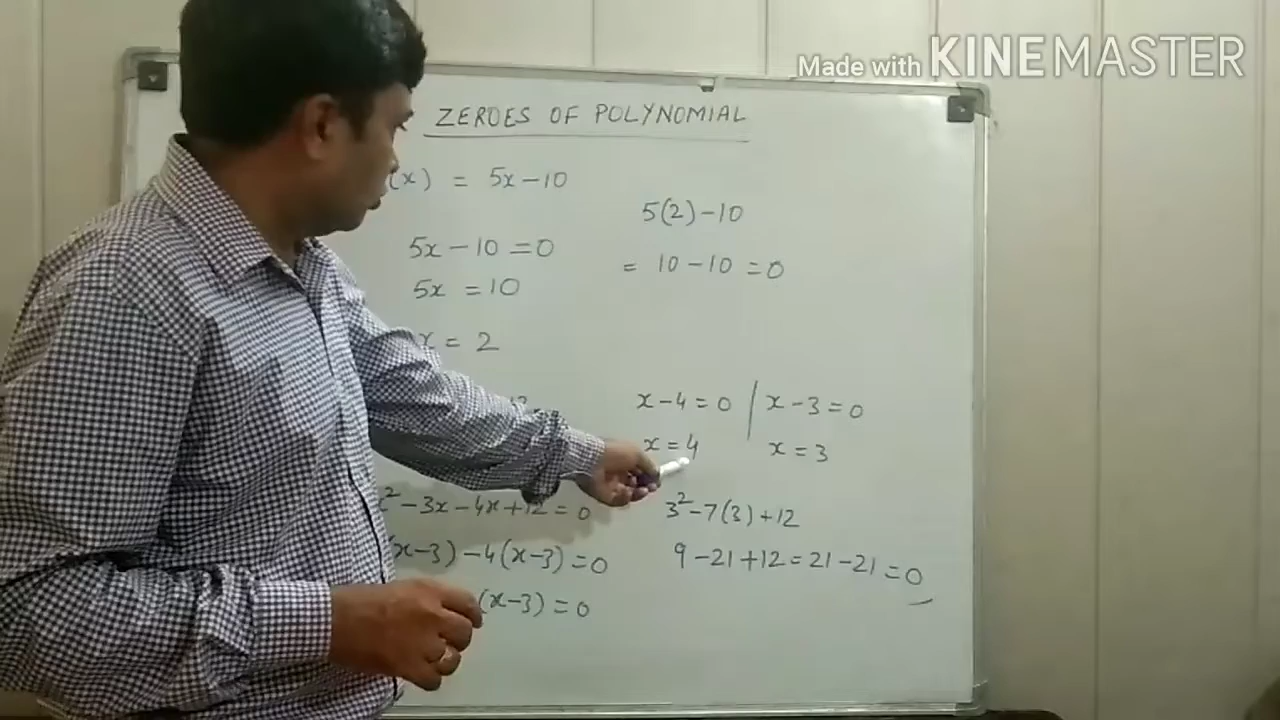 Made with KINEMASTER
ZEROES OF POLYNOMIAL
(x) = 5x-10
5x - 10 = 0
5x = 10
x = 2
5(2)-10
= 10-10 = 0
x² - 3x - 4x + 12 = 0
(x-3) - 4(x-3) = 0
(x-3) = 0
x-4 = 0 | x-3 = 0
x = 4 x = 3
3² - 7(3) + 12
9 - 21 + 12 = 21 - 21 = 0